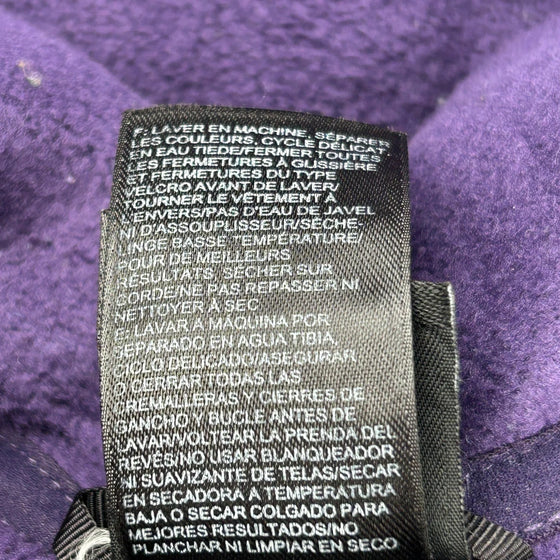 F: LAVER EN MACHINE, SÉPARER
LES COULEURS, CYCLE DÉLICAT,
EN EAU TIEDE/FERMER TOUTES
LES FERMETURES À GLISSIÈRE
ET FERMETURES DU TYPE
VELCRO AVANT DE LAVER/
TOURNER LE VÊTEMENT À
L'ENVERS/PAS D'EAU DE JAVEL
NI D'ASSOUPLISSEUR/SÈCHE-
LINGE BASSE TEMPÉRATURE/
POUR DE MEILLEURS
RÉSULTATS, SÉCHER SUR
CORDE/NE PAS REPASSER NI
NETTOYER À SEC
LAVAR A MÁQUINA POR
SEPARADO EN AGUA TIBIA,
CICLO DELICADO/ASEGURAR
O CERRAR TODAS LAS
CREMALLERAS Y CIERRES DE
GANCHO Y BUCLE ANTES DE
LAVAR/VOLTEAR LA PRENDA DEL
REVÉS/NO USAR BLANQUEADOR
NI SUAVIZANTE DE TELAS/SECAR
EN SECADORA A TEMPERATURA
BAJA O SECAR COLGADO PARA
MEJORES RESULTADOS/NO
PLANCHAR NI LIMPIAR EN SECO